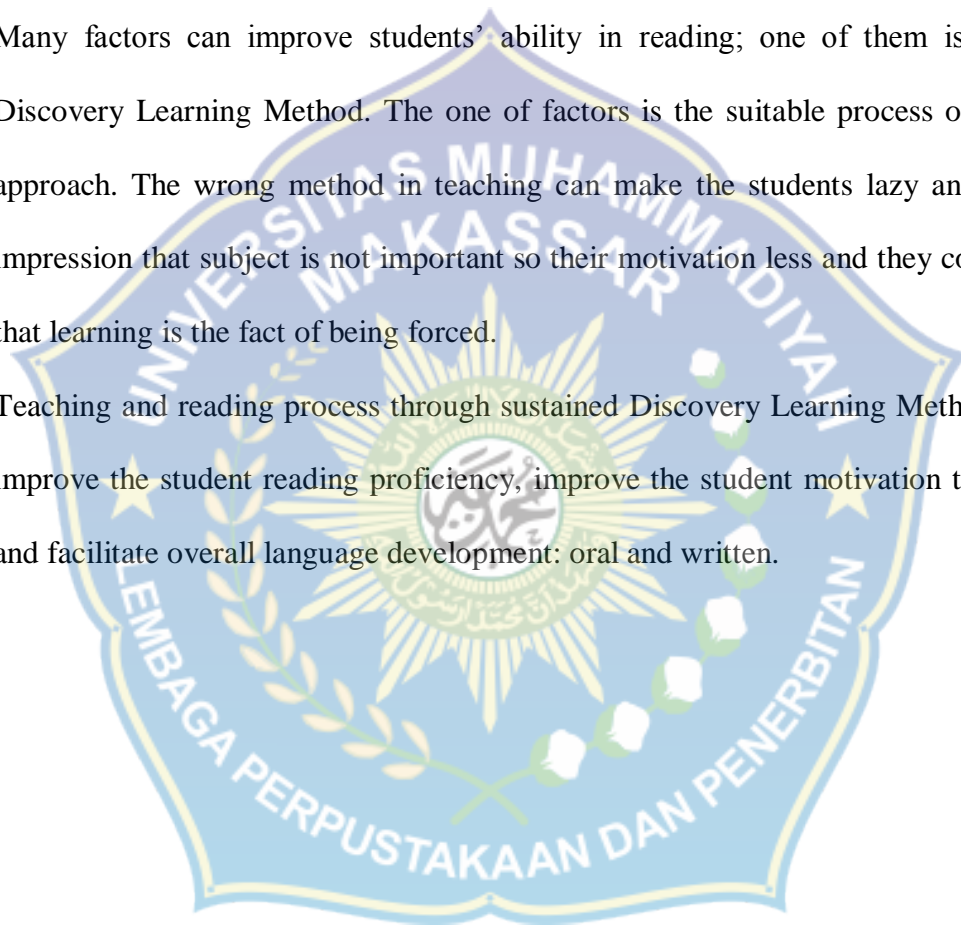 Many factors can improve students' ability in reading; one of them is
Discovery Learning Method. The one of factors is the suitable process o
approach. The wrong method in teaching can make the students lazy an
impression that subject is not important so their motivation less and they co
that learning is the fact of being forced.
Teaching and reading process through sustained Discovery Learning Meth
improve the student reading proficiency, improve the student motivation t
and facilitate overall language development: oral and written.
UNIVERSITAS MUHAMMADIYAH
MAKASSAR
LEMBAGA PERPUSTAKAAN DAN PENERBITAN